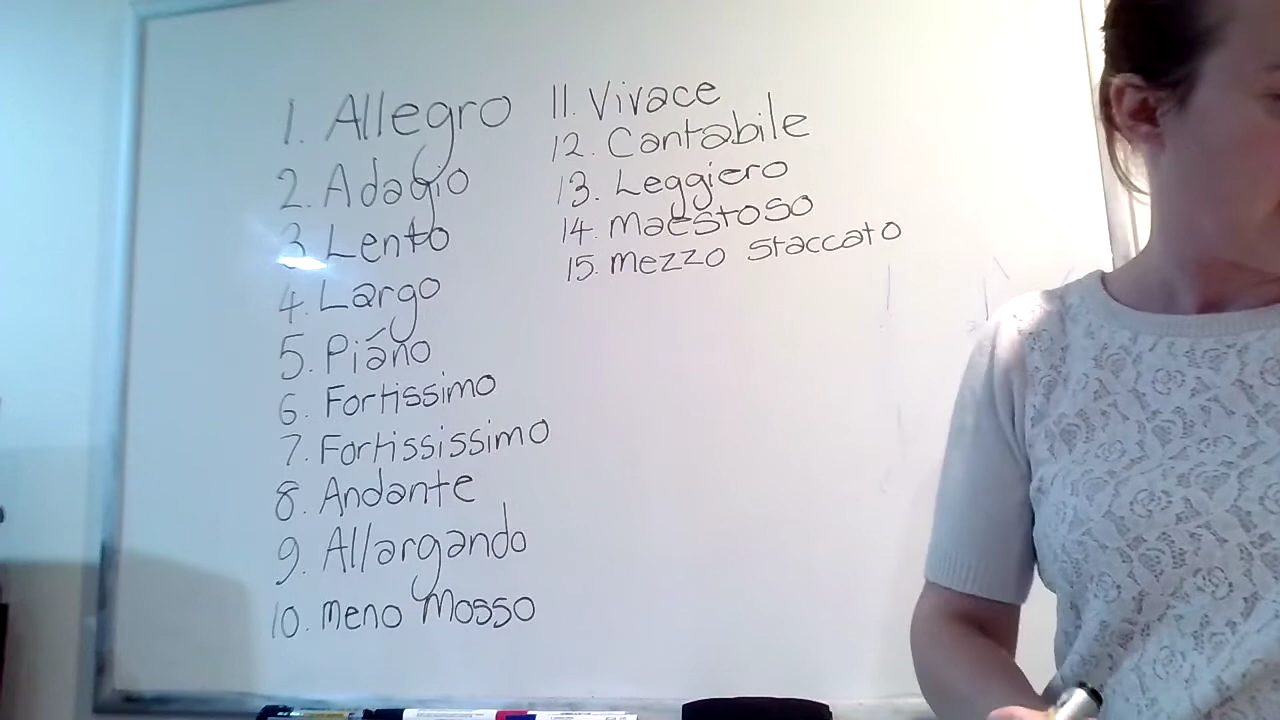 1. Allegro
2. Adagio
3. Lento
4. Largo
5. Piano
6. Fortissimo
7. Fortississimo
8. Andante
9. Allargando
10. Meno Mosso
11. Vivace
12. Cantabile
13. Leggiero
14. Maestoso
15. Mezzo Staccato